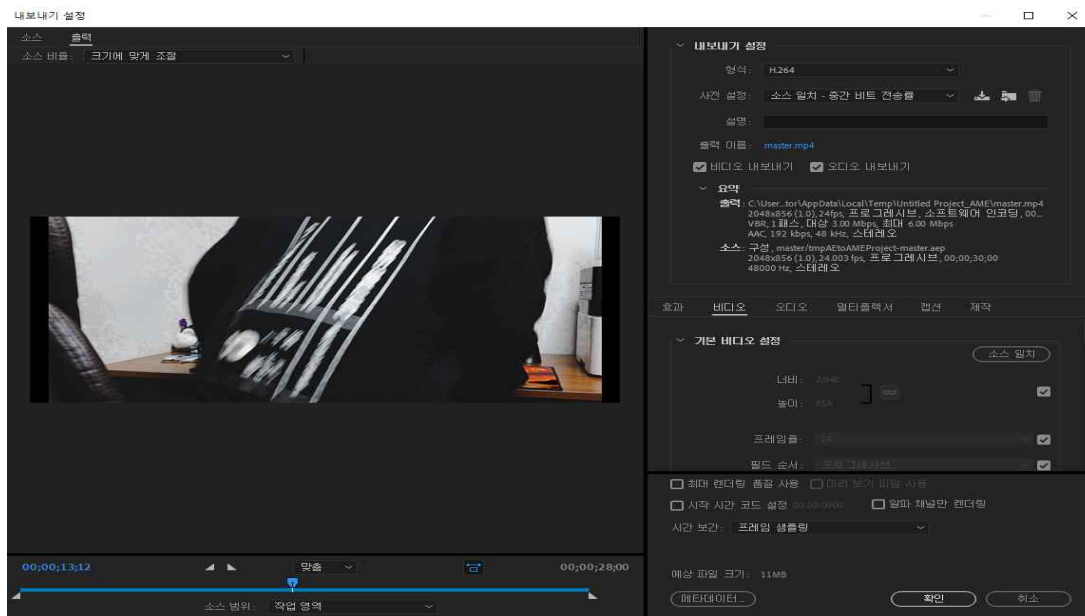 내보내기 설정
소스 출력
소스 비율: 크기에 맞게 조절
내보내기 설정
형식: H.264
사전 설정: 소스 일치 - 중간 비트 전송률
설명:
출력 이름: master.mp4
비디오 내보내기 오디오 내보내기
요약
출력: C:\User...tor\AppData\Local\Temp\Untitled Project_AME\master.mp4
2048x856 (1.0), 24fps, 프로그레시브, 소프트웨어 인코딩, 00...
VBR, 1 패스, 대상 3.00 Mbps, 최대 6.00 Mbps
AAC, 192 kbps, 48 kHz, 스테레오
소스: 구성, master/tmpAEtoAMEProject-master.aep
2048x856 (1.0), 24.003 fps, 프로그레시브, 00;00;30;00
48000 Hz, 스테레오
효과 비디오 오디오 멀티플렉서 캡션 제작
기본 비디오 설정
소스 일치
너비: 2,048
높이: 856
프레임율: 24
필드 순서: 프로그레시브
최대 렌더링 품질 사용 미리 보기 파일 사용
시작 시간 코드 설정 00:00:00:00 알파 채널만 렌더링
시간 보간: 프레임 샘플링
예상 파일 크기: 11MB
메타데이터... 확인 취소
00;00;13;12 맞춤 00;00;28;00
소스 범위: 작업 영역